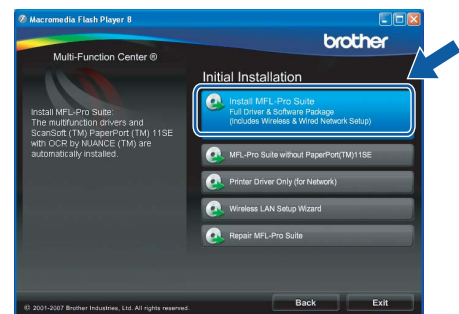 Macromedia Flash Player 8
brother
Multi-Function Center ®
Initial Installation
Install MFL-Pro Suite:
The multifunction drivers and
ScanSoft (TM) PaperPort (TM) 11SE
with OCR by NUANCE (TM) are
automatically installed.
Install MFL-Pro Suite
Full Driver & Software Package
(Includes Wireless & Wired Network Setup)
MFL-Pro Suite without PaperPort(TM)11SE
Printer Driver Only (for Network)
Wireless LAN Setup Wizard
Repair MFL-Pro Suite
© 2001-2007 Brother Industries, Ltd. All rights reserved.
Back
Exit